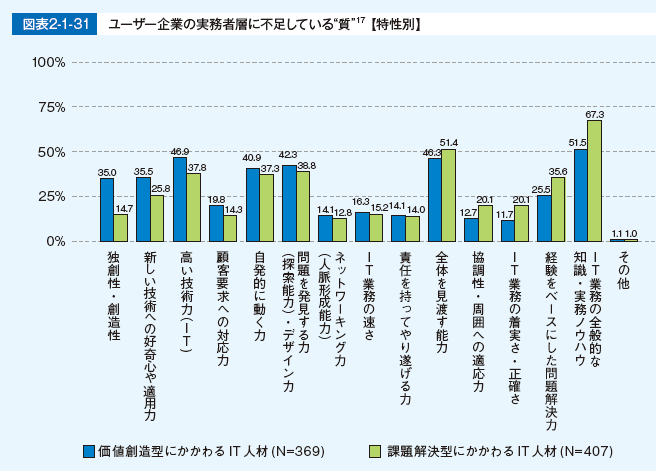 図表2-1-31 ユーザー企業の実務者層に不足している“質”17【特性別】
100%
75%
50%
25%
0%
35.0
14.7
35.5
25.8
46.9
37.8
19.8
14.3
40.9
37.3
42.3
38.8
14.1
12.8
16.3
15.2
14.1
14.0
46.3
51.4
12.7
20.1
11.7
20.1
25.5
35.6
51.5
67.3
1.1
1.0
独創性・創造性
新しい技術への好奇心や適用力
高い技術力(IT)
顧客要求への対応力
自発的に動く力
問題を発見する力
(探索能力)・デザイン力
ネットワーキング力
(人脈形成能力)
IT業務の速さ
責任を持ってやり遂げる力
全体を見渡す能力
協調性・周囲への適応力
IT業務の着実さ・正確さ
経験をベースにした問題解決力
IT業務の全般的な
知識・実務ノウハウ
その他
価値創造型にかかわるIT人材(N=369)
課題解決型にかかわるIT人材(N=407)